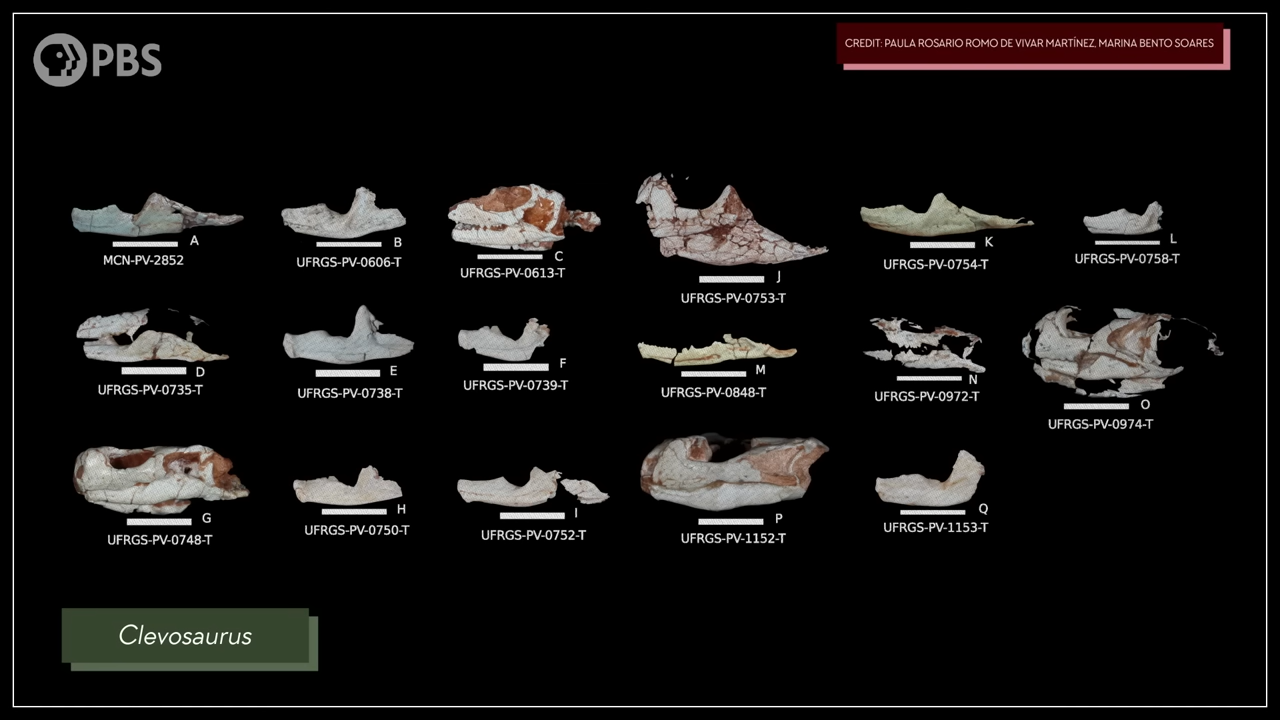 PBS
CREDIT: PAULA ROSARIO ROMO DE VIVAR MARTÍNEZ, MARINA BENTO SOARES
A
MCN-PV-2852
B
UFRGS-PV-0606-T
C
UFRGS-PV-0613-T
J
UFRGS-PV-0753-T
K
UFRGS-PV-0754-T
L
UFRGS-PV-0758-T
D
UFRGS-PV-0735-T
E
UFRGS-PV-0738-T
F
UFRGS-PV-0739-T
M
UFRGS-PV-0848-T
N
UFRGS-PV-0972-T
O
UFRGS-PV-0974-T
G
UFRGS-PV-0748-T
H
UFRGS-PV-0750-T
I
UFRGS-PV-0752-T
P
UFRGS-PV-1152-T
Q
UFRGS-PV-1153-T
Clevosaurus